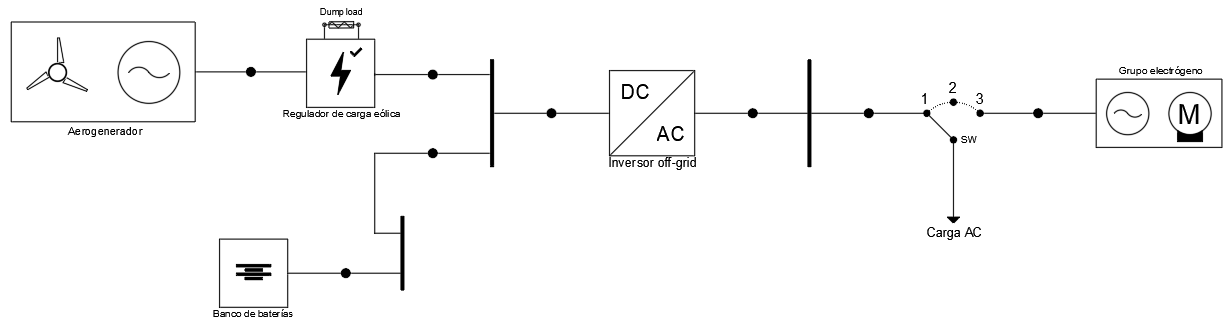 Dump load
Grupo electrógeno
DC
1
2
3
M
Regulador de carga eólica
Aerogenerador
AC
SW
Inversor off-grid
Carga AC
Banco de baterías